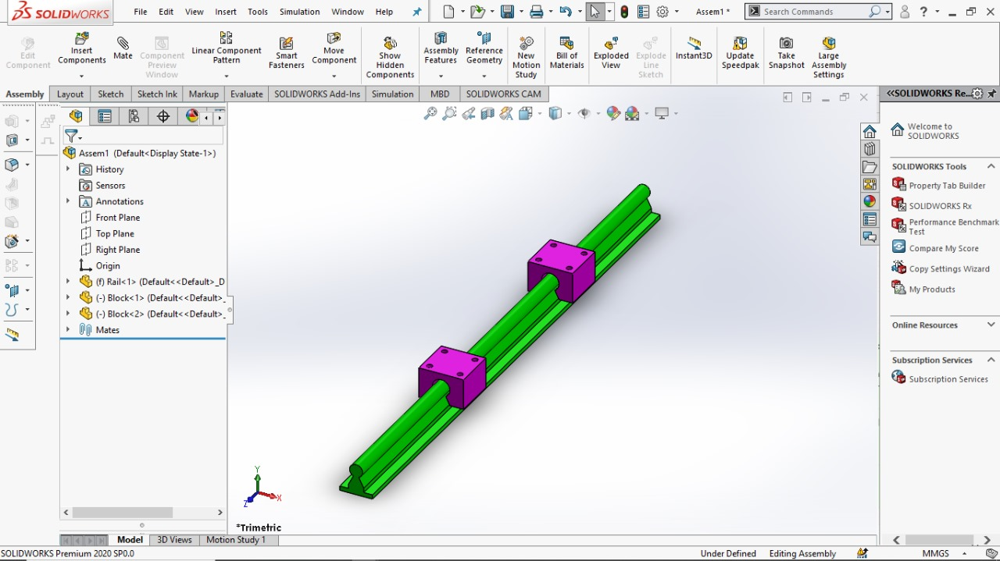 SOLIDWORKS File Edit View Insert Tools Simulation Window Help Assem1 * Search Commands ?
Edit Component
Insert Components
Mate
Component Preview Window
Linear Component Pattern
Smart Fasteners
Move Component
Show Hidden Components
Assembly Features
Reference Geometry
New Motion Study
Bill of Materials
Exploded View
Explode Line Sketch
Instant3D
Update Speedpak
Take Snapshot
Large Assembly Settings
Assembly Layout Sketch Sketch Ink Markup Evaluate SOLIDWORKS Add-Ins Simulation MBD SOLIDWORKS CAM
Assem1 (Default<Display State-1>)
History
Sensors
Annotations
Front Plane
Top Plane
Right Plane
Origin
(f) Rail<1> (Default<<Default>_D
(-) Block<1> (Default<<Default>_
(-) Block<2> (Default<<Default>_
Mates
Y
X
Z
*Trimetric
SOLIDWORKS Re...
Welcome to
SOLIDWORKS
SOLIDWORKS Tools
Property Tab Builder
SOLIDWORKS Rx
Performance Benchmark
Test
Compare My Score
Copy Settings Wizard
My Products
Online Resources
Subscription Services
Subscription Services
Model 3D Views Motion Study 1
SOLIDWORKS Premium 2020 SP0.0 Under Defined Editing Assembly MMGS